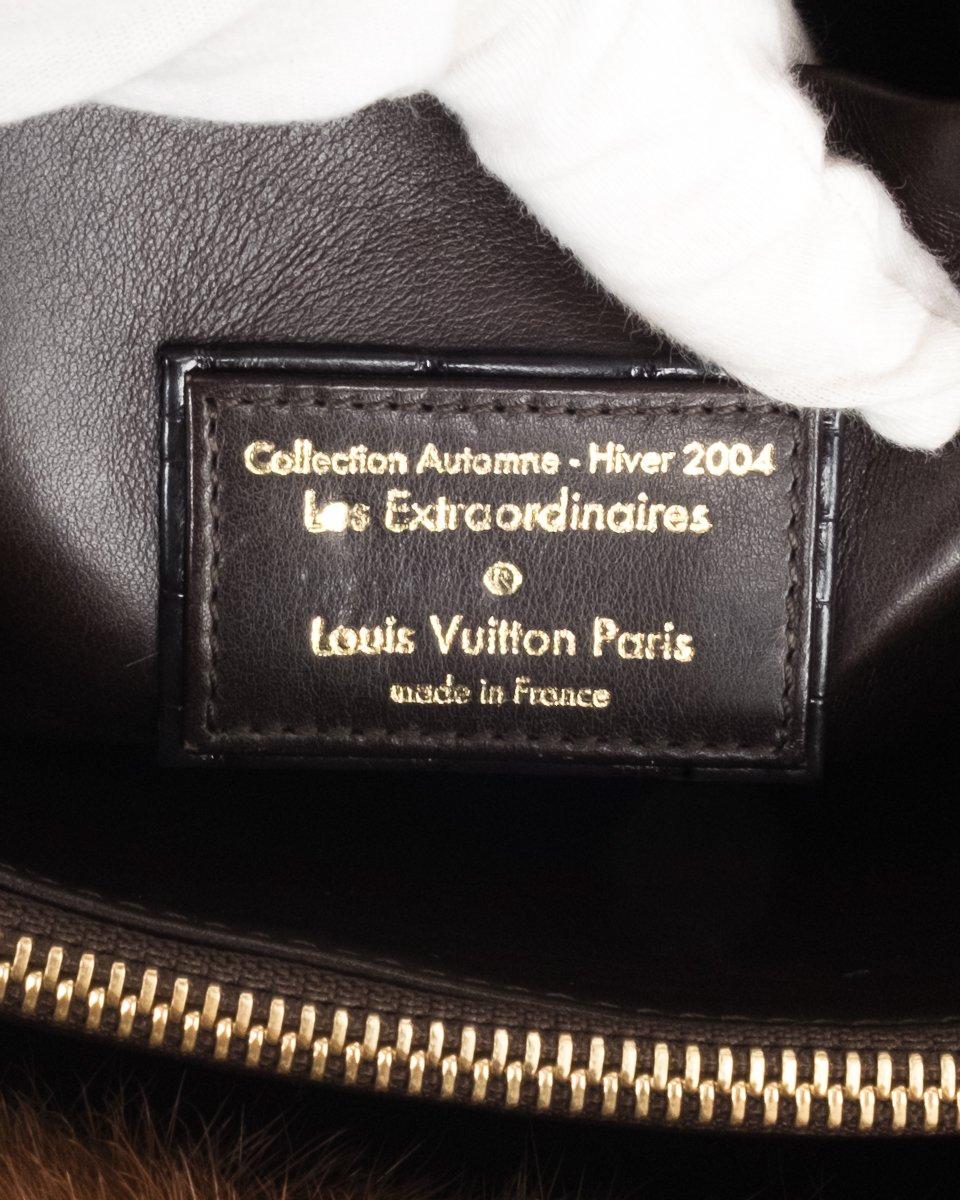 Collection Automne - Hiver 2004
Les Extraordinaires
®
Louis Vuitton Paris
made in France